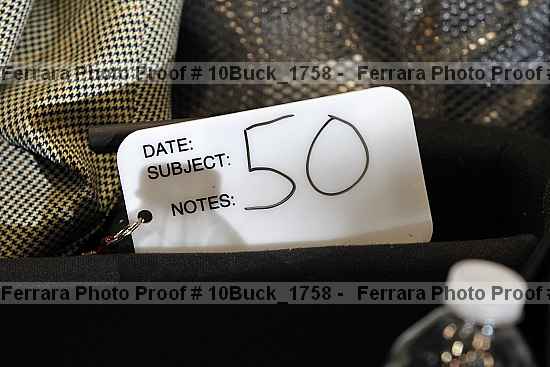 Ferrara Photo Proof # 10Buck_1758 - Ferrara Photo Proof #
DATE:
SUBJECT:
50
NOTES:
Ferrara Photo Proof # 10Buck_1758 - Ferrara Photo Proof #